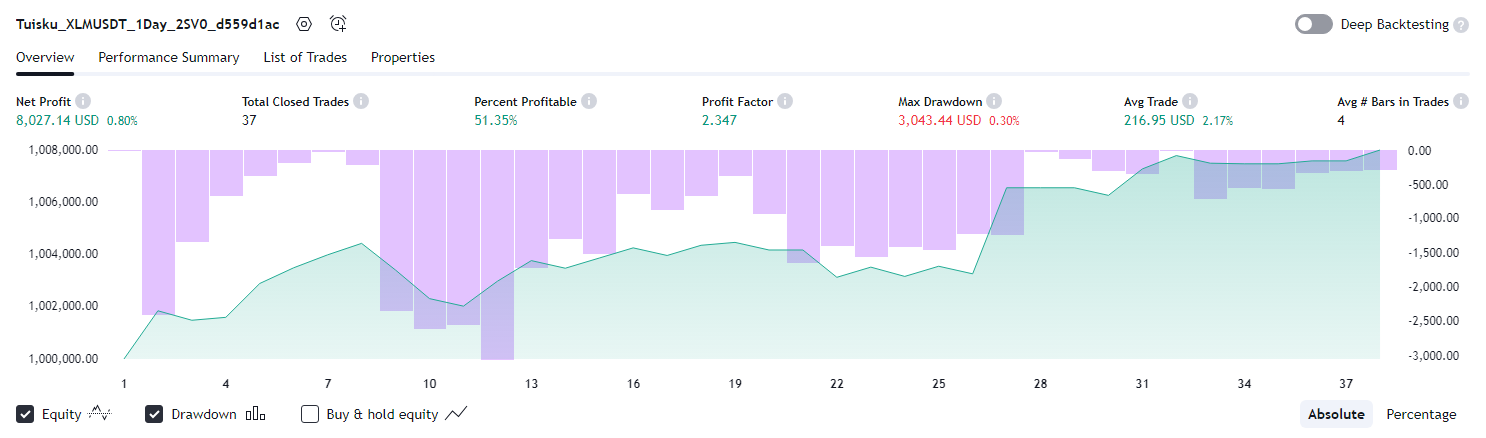 Tuisku_XLMUSDT_1Day_2SV0_d559d1ac
Deep Backtesting ?
Overview Performance Summary List of Trades Properties
Net Profit i Total Closed Trades i Percent Profitable i Profit Factor i Max Drawdown i Avg Trade i Avg # Bars in Trades i
8,027.14 USD 0.80% 37 51.35% 2.347 3,043.44 USD 0.30% 216.95 USD 2.17% 4
1,008,000.00 0.00
-500.00
1,006,000.00
-1,000.00
1,004,000.00 -1,500.00
-2,000.00
1,002,000.00
-2,500.00
1,000,000.00 -3,000.00
1 4 7 10 13 16 19 22 25 28 31 34 37
Equity Drawdown Buy & hold equity Absolute Percentage